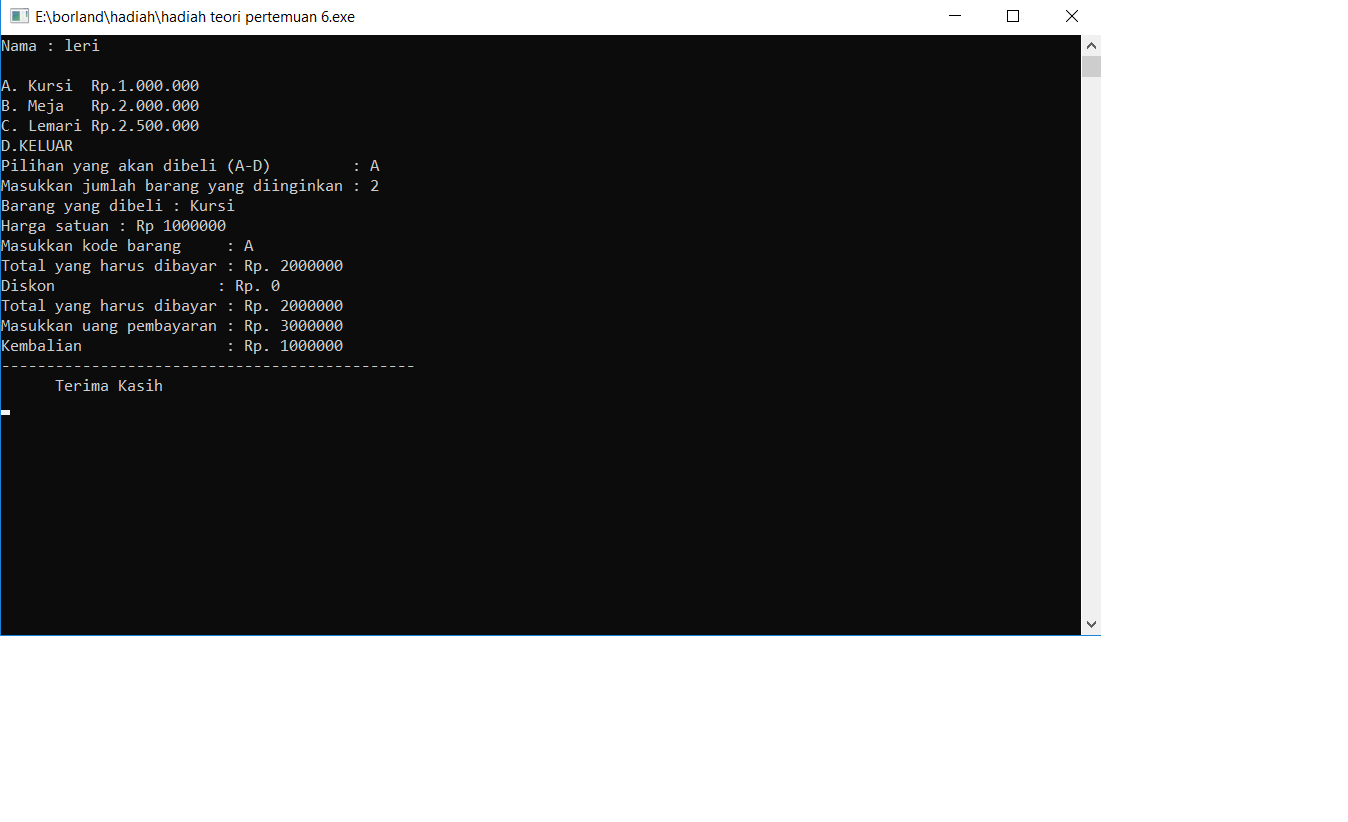 E:\borland\hadiah\hadiah teori pertemuan 6.exe
Nama : leri
A. Kursi  Rp.1.000.000
B. Meja   Rp.2.000.000
C. Lemari Rp.2.500.000
D.KELUAR
Pilihan yang akan dibeli (A-D)         : A
Masukkan jumlah barang yang diinginkan : 2
Barang yang dibeli : Kursi
Harga satuan : Rp 1000000
Masukkan kode barang     : A
Total yang harus dibayar : Rp. 2000000
Diskon                  : Rp. 0
Total yang harus dibayar : Rp. 2000000
Masukkan uang pembayaran : Rp. 3000000
Kembalian                : Rp. 1000000
----------------------------------------------
      Terima Kasih